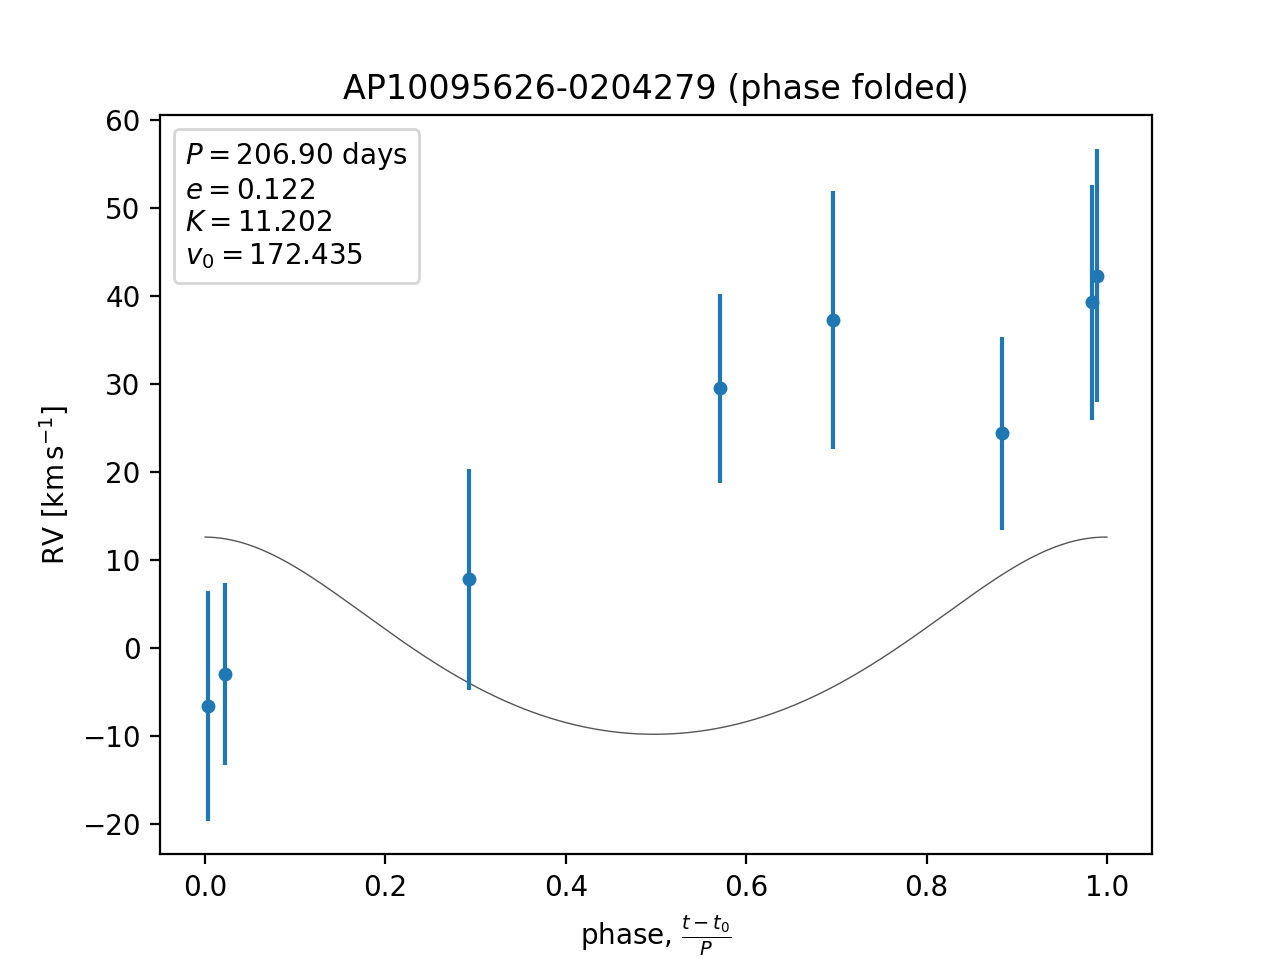 AP10095626-0204279 (phase folded)
P = 206.90 days
e = 0.122
K = 11.202
v₀ = 172.435
60
50
40
30
20
10
0
−10
−20
RV [km s⁻¹]
0.0 0.2 0.4 0.6 0.8 1.0
phase, (t − t₀)/P